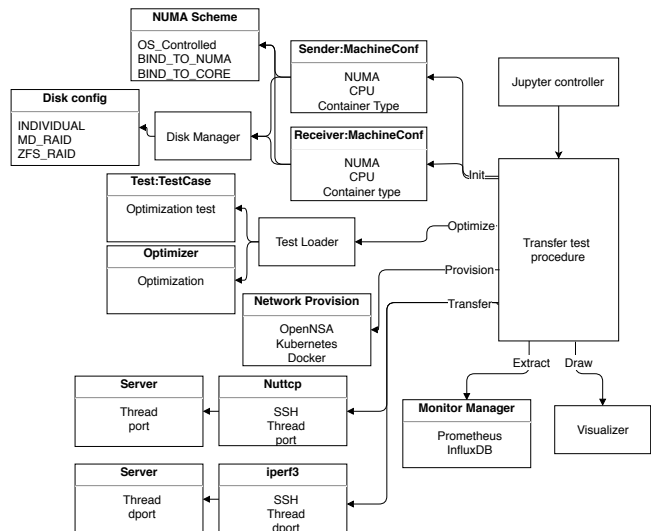 NUMA Scheme
OS_Controlled
BIND_TO_NUMA
BIND_TO_CORE
Sender:MachineConf
NUMA
CPU
Container Type
Jupyter controller
Disk config
INDIVIDUAL
MD_RAID
ZFS_RAID
Disk Manager
Receiver:MachineConf
NUMA
CPU
Container type
Init
Test:TestCase
Optimization test
Optimizer
Optimization
Test Loader
Optimize
Provision
Transfer
Transfer test
procedure
Network Provision
OpenNSA
Kubernetes
Docker
Extract
Draw
Server
Thread
port
Nuttcp
SSH
Thread
port
Monitor Manager
Prometheus
InfluxDB
Visualizer
Server
Thread
dport
iperf3
SSH
Thread
dport